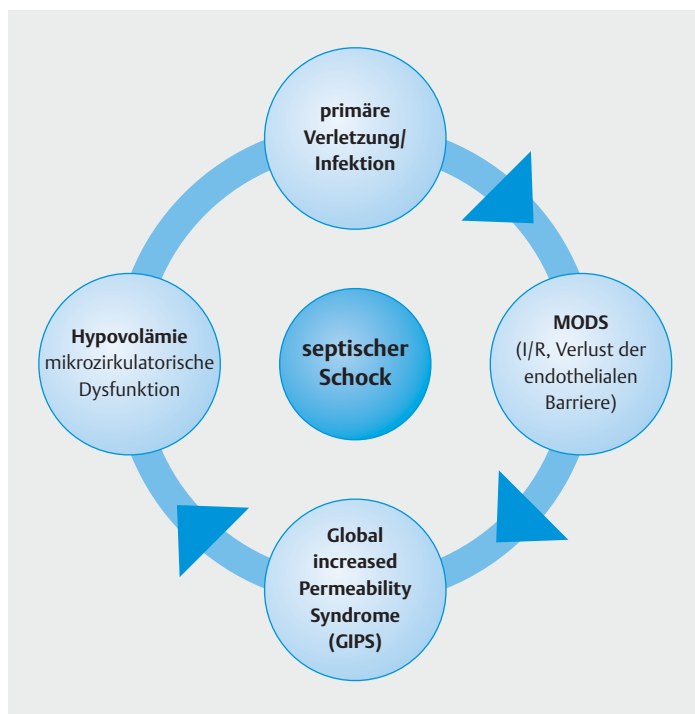 primäre
Verletzung/
Infektion
MODS
(I/R, Verlust der
endothelialen
Barriere)
Global
increased
Permeability
Syndrome
(GIPS)
Hypovolämie
mikrozirkulatorische
Dysfunktion
septischer
Schock